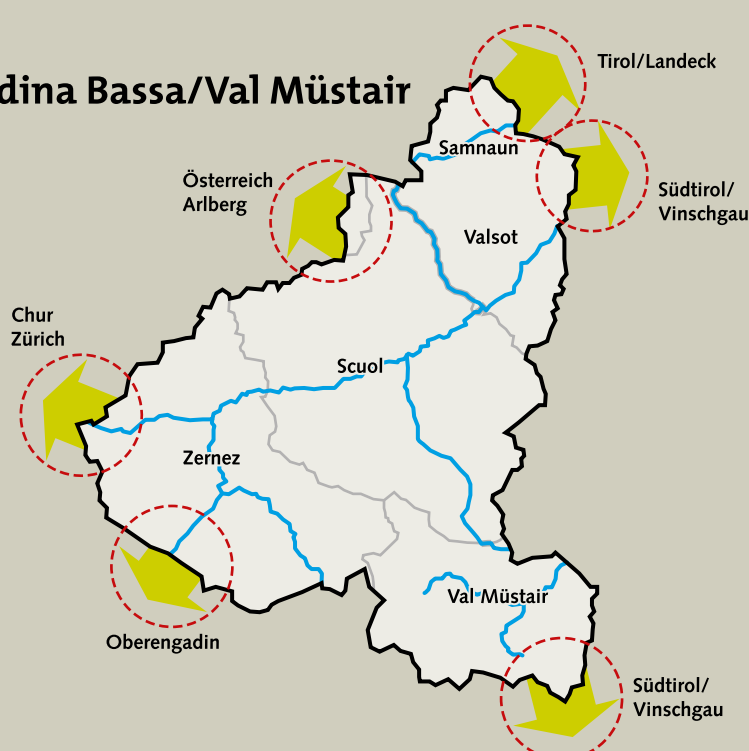 dina Bassa/Val Müstair
Tirol/Landeck
Samnaun
Österreich
Arlberg
Südtirol/
Vinschgau
Valsot
Chur
Zürich
Scuol
Zernez
Val Müstair
Oberengadin
Südtirol/
Vinschgau